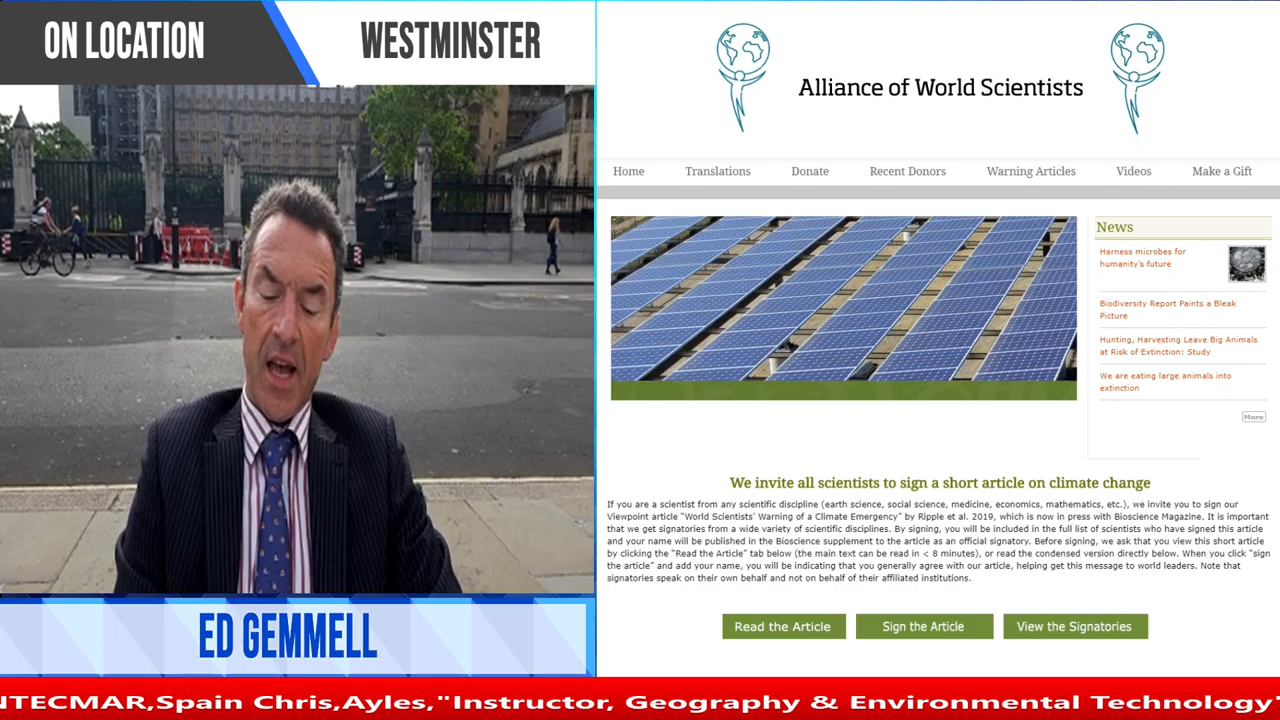 ON LOCATION
WESTMINSTER
ED GEMMELL
Alliance of World Scientists
Home Translations Donate Recent Donors Warning Articles Videos Make a Gift
News
Harness microbes for
humanity's future
Biodiversity Report Paints a Bleak
Picture
Hunting, Harvesting Leave Big Animals
at Risk of Extinction: Study
We are eating large animals into
extinction
More
We invite all scientists to sign a short article on climate change
If you are a scientist from any scientific discipline (earth science, social science, medicine, economics, mathematics, etc.), we invite you to sign our
Viewpoint article "World Scientists' Warning of a Climate Emergency" by Ripple et al. 2019, which is now in press with Bioscience Magazine. It is important
that we get signatories from a wide variety of scientific disciplines. By signing, you will be included in the full list of scientists who have signed this article
and your name will be published in the Bioscience supplement to the article as an official signatory. Before signing, we ask that you view this short article
by clicking the "Read the Article" tab below (the main text can be read in < 8 minutes), or read the condensed version directly below. When you click "sign
the article" and add your name, you will be indicating that you generally agree with our article, helping get this message to world leaders. Note that
signatories speak on their own behalf and not on behalf of their affiliated institutions.
Read the Article Sign the Article View the Signatories
NTECMAR,Spain Chris,Ayles,"Instructor, Geography & Environmental Technology"